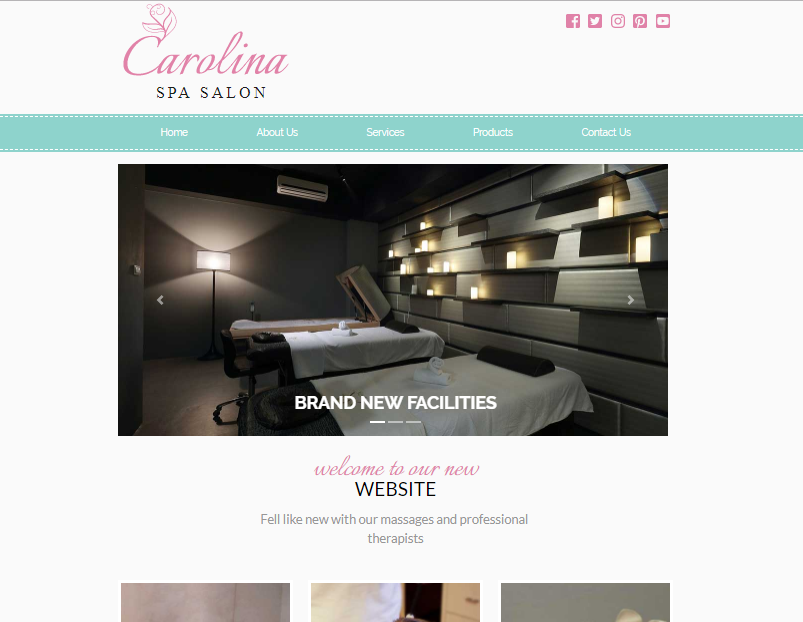 Carolina
SPA SALON
Home About Us Services Products Contact Us
BRAND NEW FACILITIES
welcome to our new
WEBSITE
Fell like new with our massages and professional
therapists